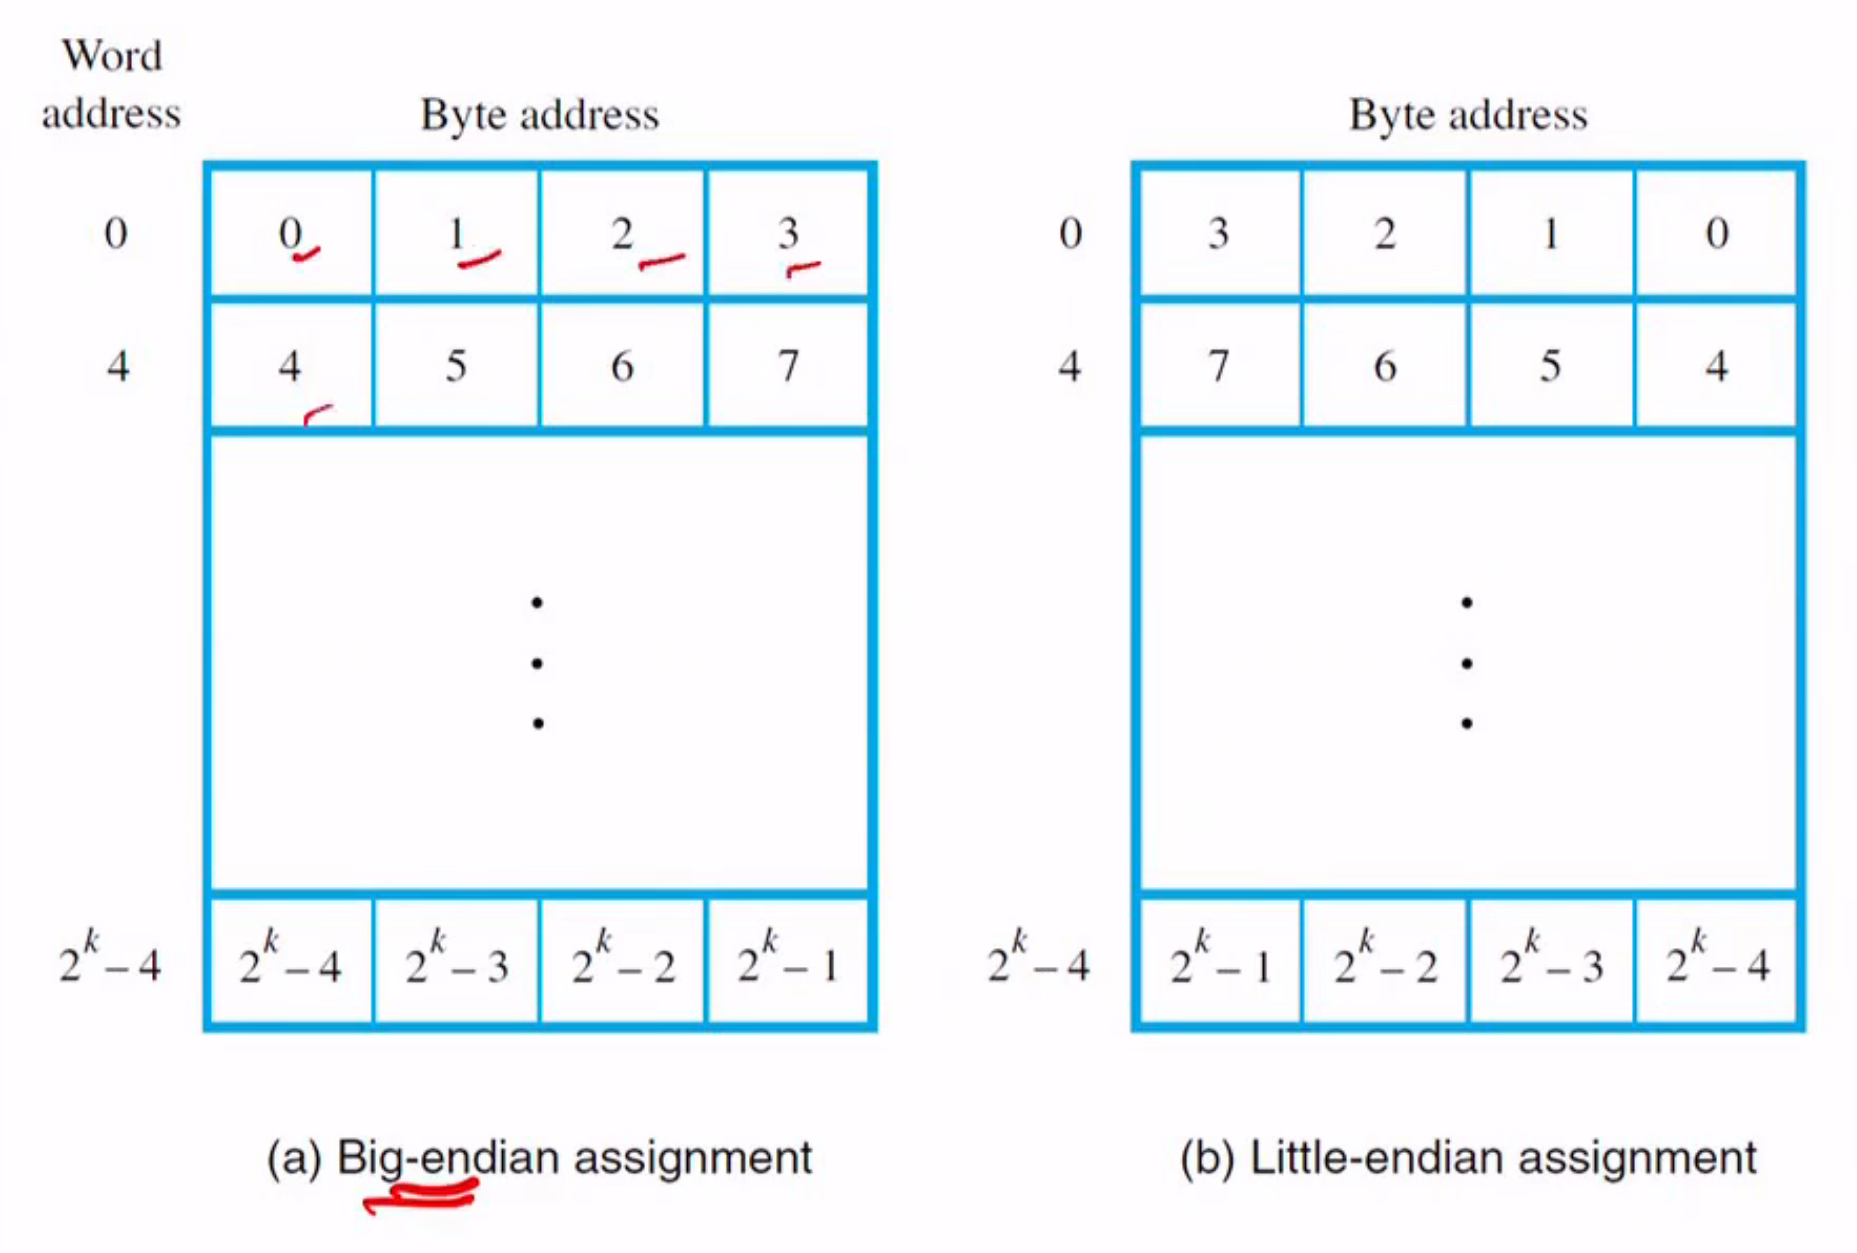 Word
address
Byte address
0 0 1 2 3
4 4 5 6 7
2^k – 4 2^k – 4 2^k – 3 2^k – 2 2^k – 1
(a) Big-endian assignment
Byte address
0 3 2 1 0
4 7 6 5 4
2^k – 4 2^k – 1 2^k – 2 2^k – 3 2^k – 4
(b) Little-endian assignment